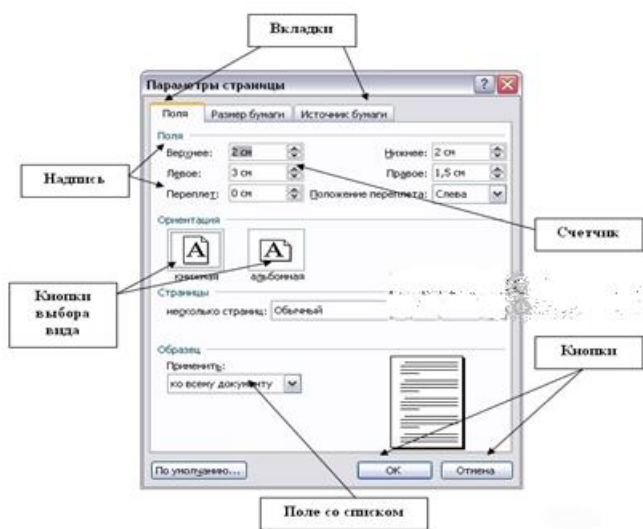 Вкладки
Параметры страницы
Поля Размер бумаги Источник бумаги
Поля
Верхнее: 2 см Нижнее: 2 см
Надпись
Левое: 3 см Правое: 1,5 см
Переплет: 0 см Положение переплета: Слева
Счетчик
Ориентация
А А
книжная альбомная
Кнопки
выбора
вида
Страницы
несколько страниц: Обычный
Образец
Кнопки
Применить:
ко всему документу
По умолчанию... ОК Отмена
Поле со списком